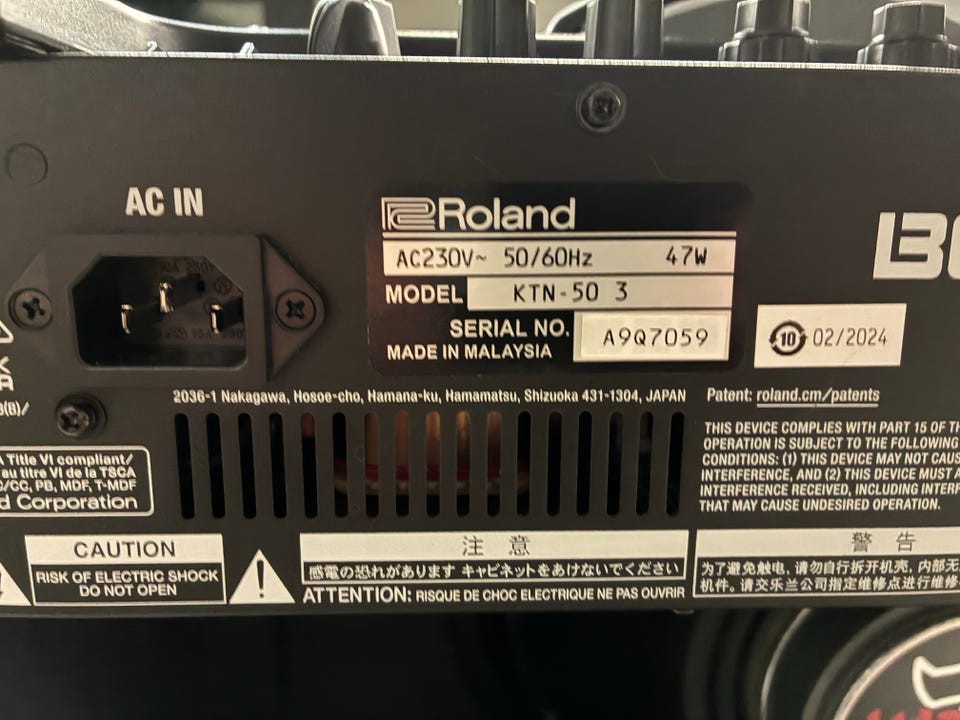 AC IN
Roland
AC230V~ 50/60Hz 47W
MODEL KTN-50 3
SERIAL NO. A9Q7059
MADE IN MALAYSIA
10 02/2024
2036-1 Nakagawa, Hosoe-cho, Hamana-ku, Hamamatsu, Shizuoka 431-1304, JAPAN
Patent: roland.cm/patents
THIS DEVICE COMPLIES WITH PART 15 OF TH
OPERATION IS SUBJECT TO THE FOLLOWING
CONDITIONS: (1) THIS DEVICE MAY NOT CAUS
INTERFERENCE, AND (2) THIS DEVICE MUST A
INTERFERENCE RECEIVED, INCLUDING INTERF
THAT MAY CAUSE UNDESIRED OPERATION.
A Title VI compliant/
au titre VI de la TSCA
/CC, PB, MDF, T-MDF
d Corporation
CAUTION
RISK OF ELECTRIC SHOCK
DO NOT OPEN
注 意
感電の恐れがあります キャビネットをあけないでください
ATTENTION: RISQUE DE CHOC ELECTRIQUE NE PAS OUVRIR
警 告
为了避免触电，请勿自行拆开机壳，内部无
机件。请交乐兰公司指定维修点进行维